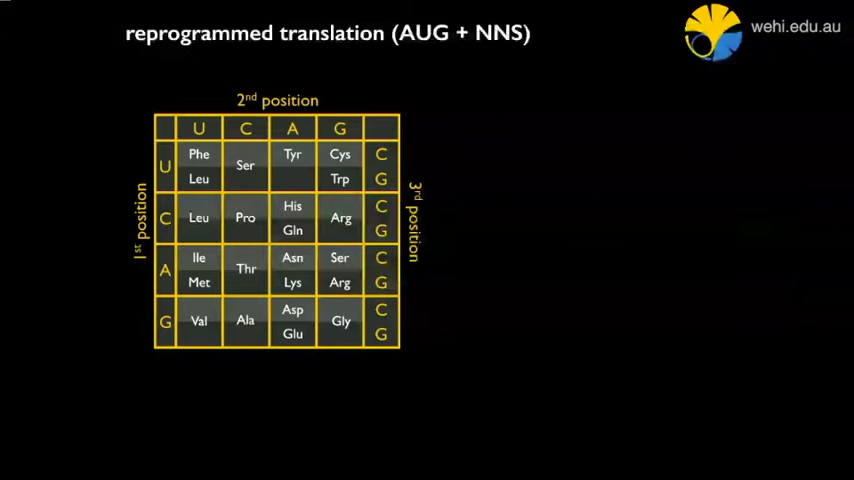 reprogrammed translation (AUG + NNS)
wehi.edu.au
2nd position
U C A G
1st position
3rd position
U Phe Ser Tyr Cys C
Leu Trp G
C Leu Pro His Arg C
Gln G
A Ile Thr Asn Ser C
Met Lys Arg G
G Val Ala Asp Gly C
Glu G